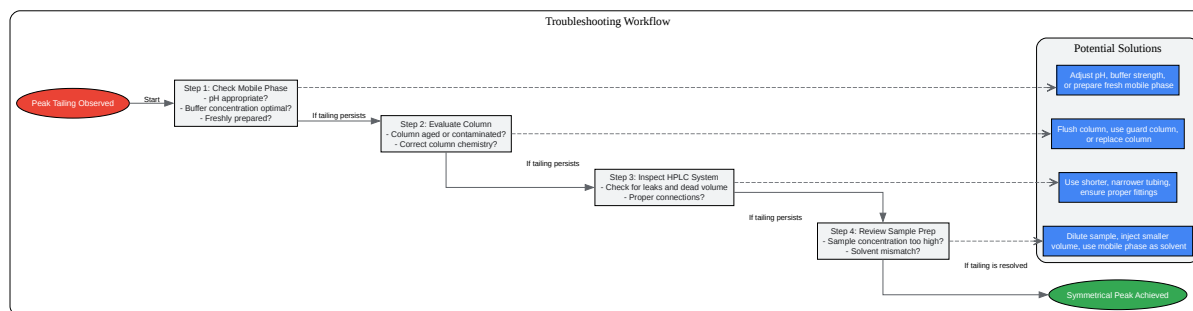 Troubleshooting Workflow
Potential Solutions
Peak Tailing Observed
Start
Step 1: Check Mobile Phase
- pH appropriate?
- Buffer concentration optimal?
- Freshly prepared?
Adjust pH, buffer strength,
or prepare fresh mobile phase
If tailing persists
Step 2: Evaluate Column
- Column aged or contaminated?
- Correct column chemistry?
Flush column, use guard column,
or replace column
If tailing persists
Step 3: Inspect HPLC System
- Check for leaks and dead volume
- Proper connections?
Use shorter, narrower tubing,
ensure proper fittings
If tailing persists
Step 4: Review Sample Prep
- Sample concentration too high?
- Solvent mismatch?
Dilute sample, inject smaller
volume, use mobile phase as solvent
If tailing is resolved
Symmetrical Peak Achieved